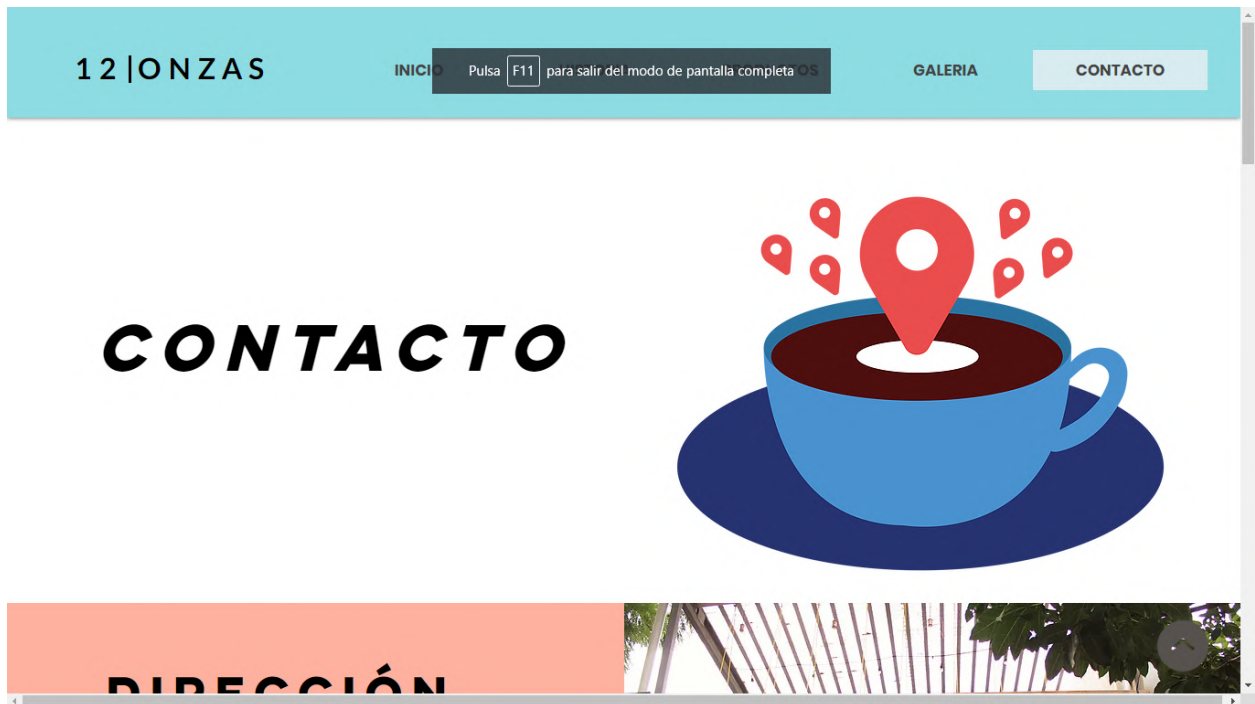 12|ONZAS
INICIO
Pulsa F11 para salir del modo de pantalla completa
GALERIA
CONTACTO
CONTACTO
DIRECCIÓN